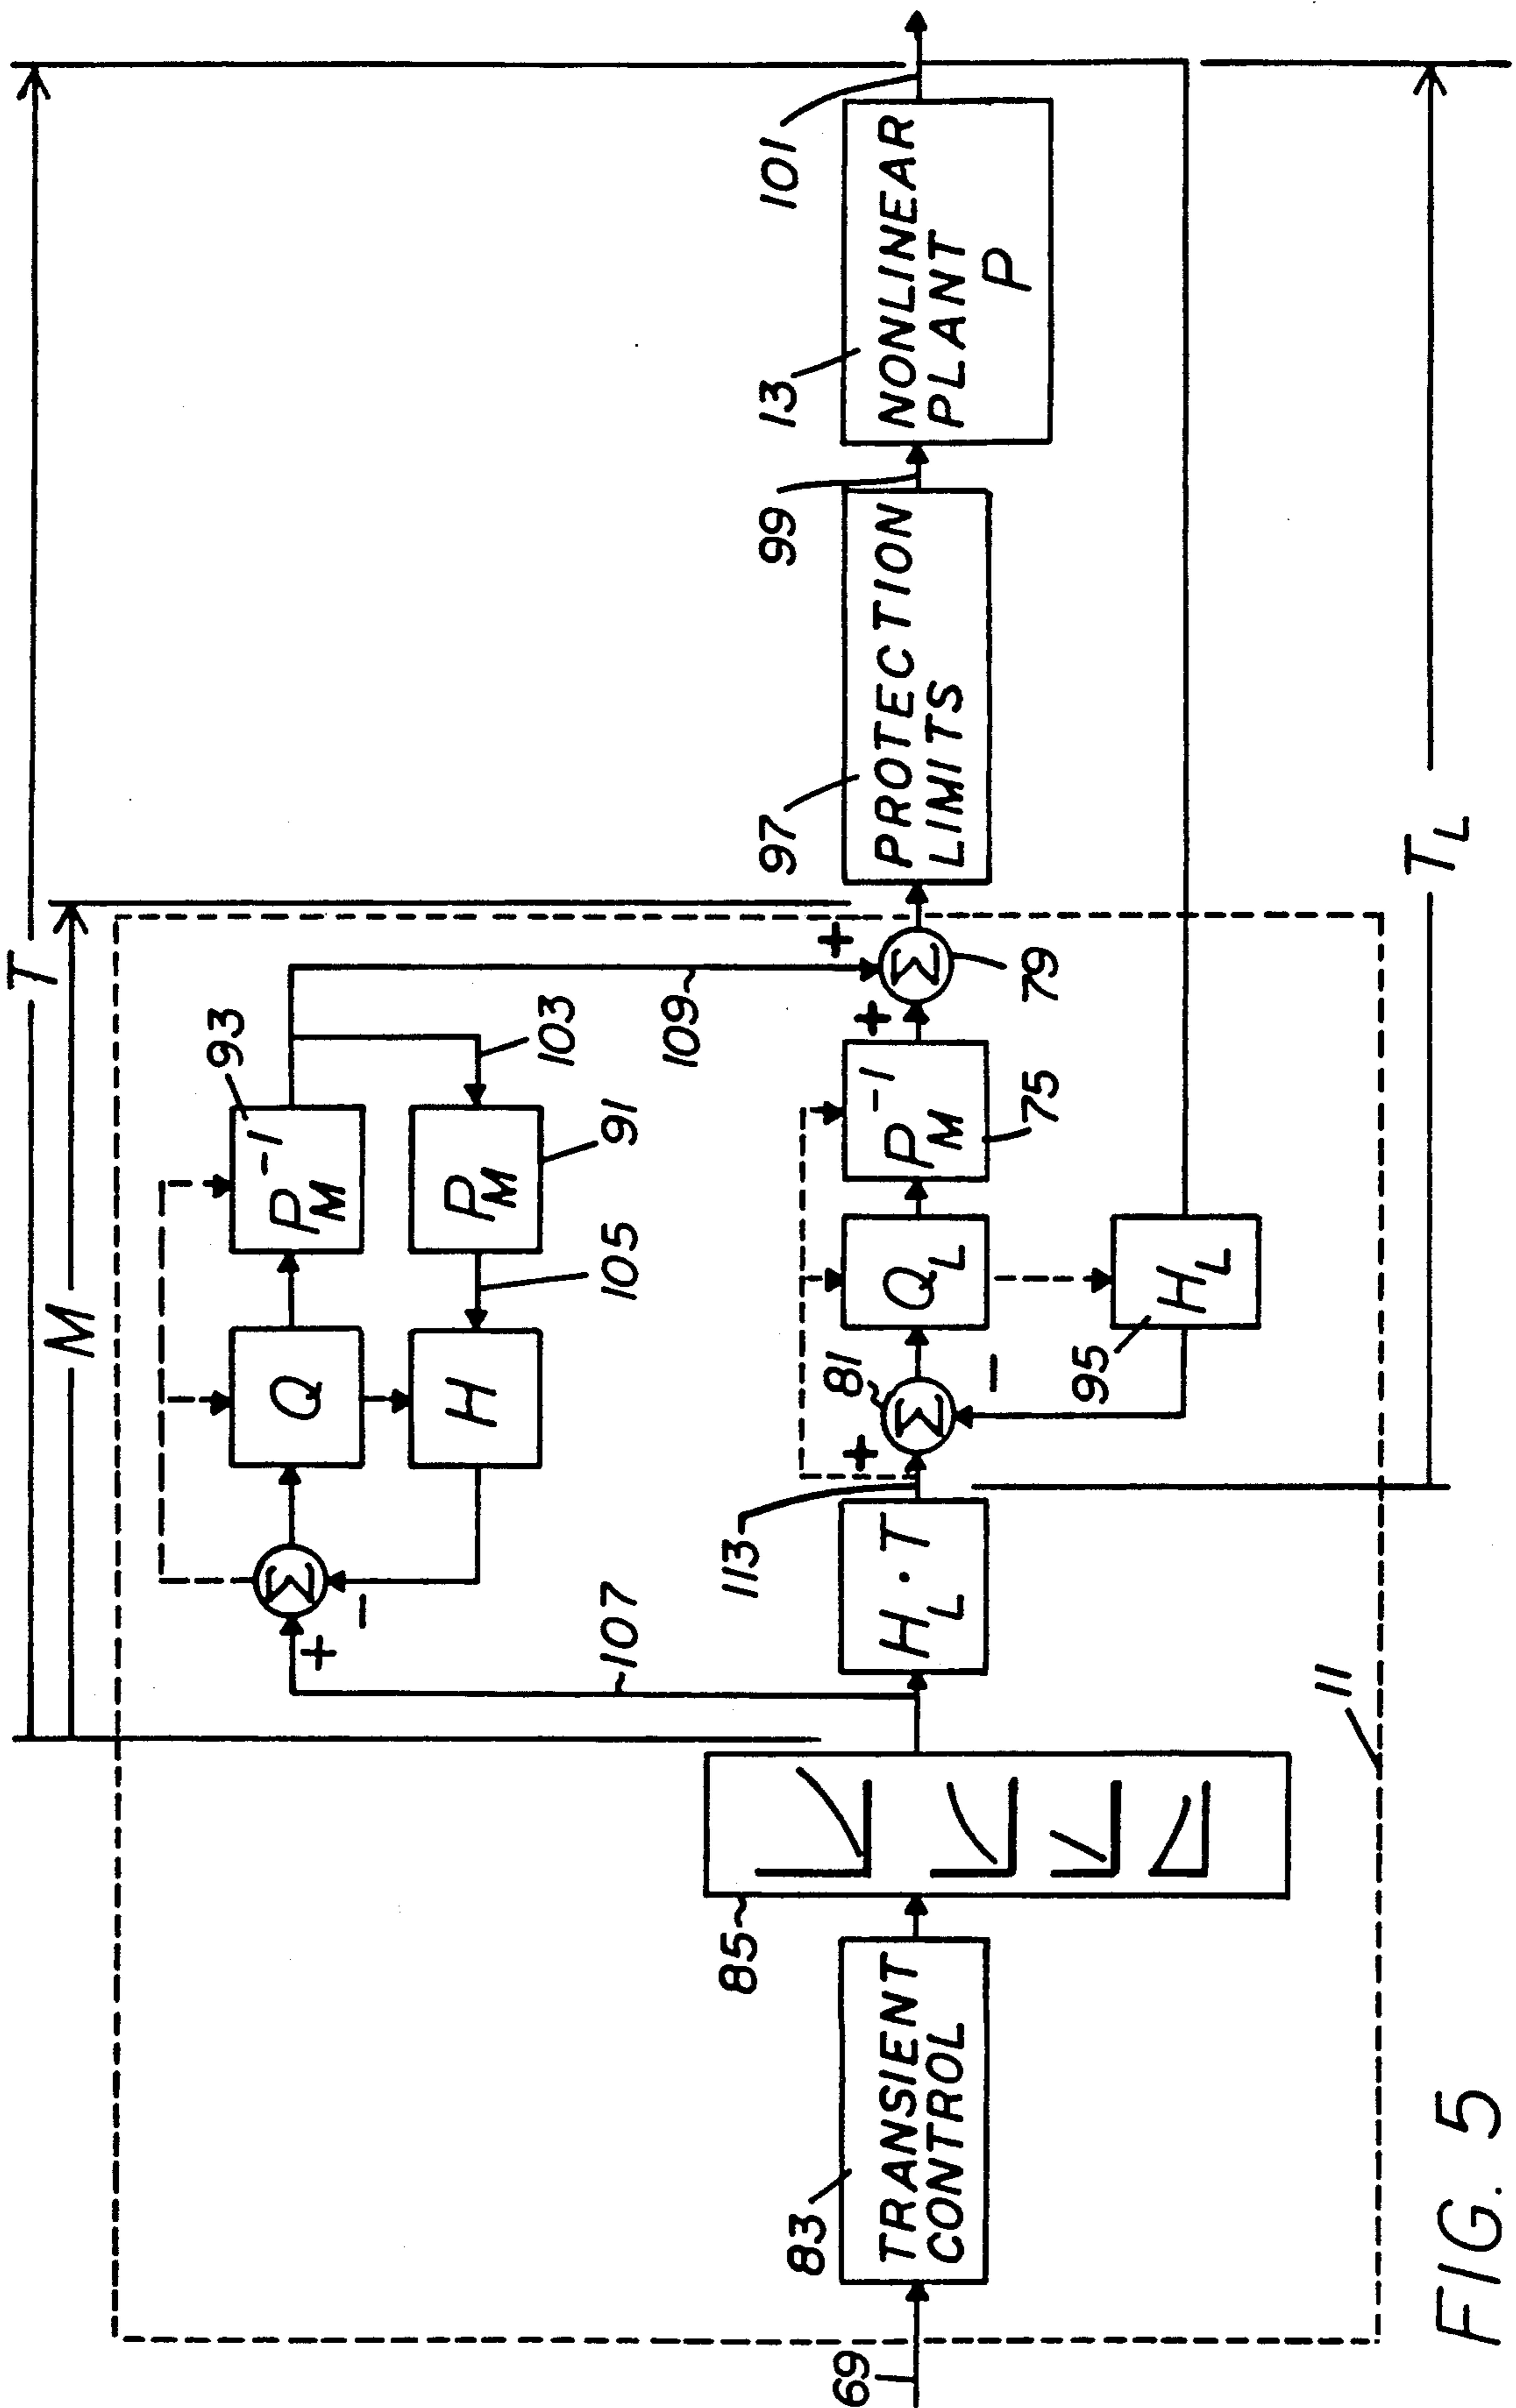 T
M
93
P_M^-1
Q
103
P_M
91
105
H
Σ
+
−
107
109
101
13
NONLINEAR
PLANT
P
99
97
PROTECTION
LIMITS
+
+
Σ
79
P_M^-1
75
Q_L
81
Σ
+
−
H_L
95
113
H_L · T
85
83
TRANSIENT
CONTROL
69
T_L
11
FIG. 5